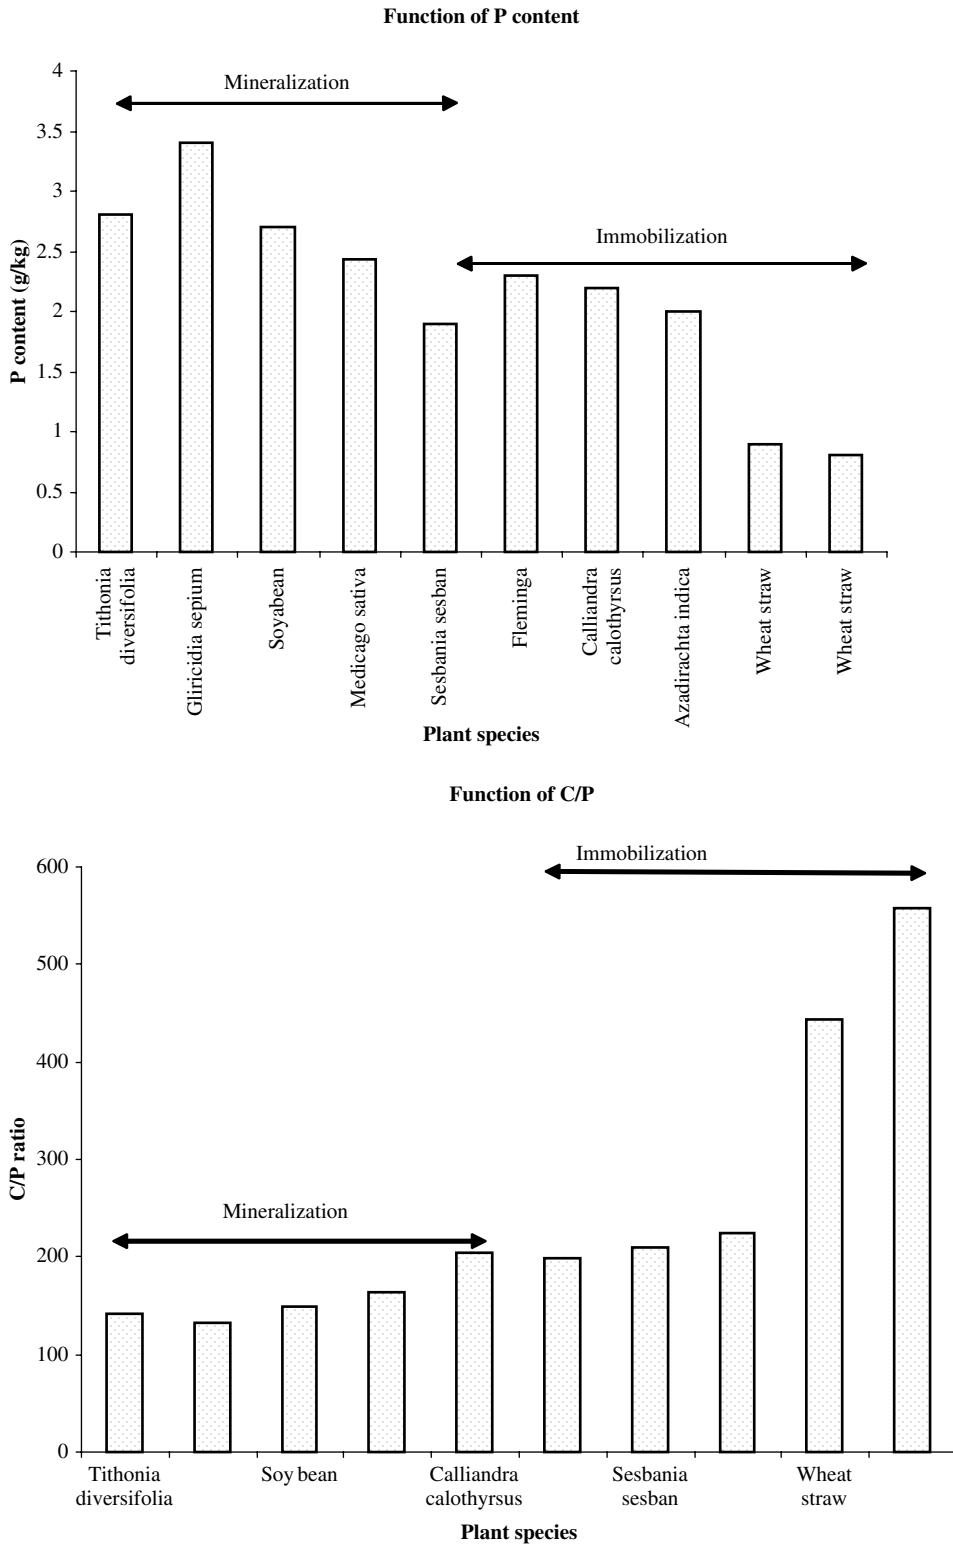 Function of P content
Mineralization
Immobilization
P content (g/kg)
4
3.5
3
2.5
2
1.5
1
0.5
0
Tithonia
diversifolia
Gliricidia sepium
Soyabean
Medicago sativa
Sesbania sesban
Fleminga
Calliandra
calothyrsus
Azadirachta indica
Wheat straw
Wheat straw
Plant species
Function of C/P
Immobilization
Mineralization
C/P ratio
600
500
400
300
200
100
0
Tithonia
diversifolia
Soy bean
Calliandra
calothyrsus
Sesbania
sesban
Wheat
straw
Plant species